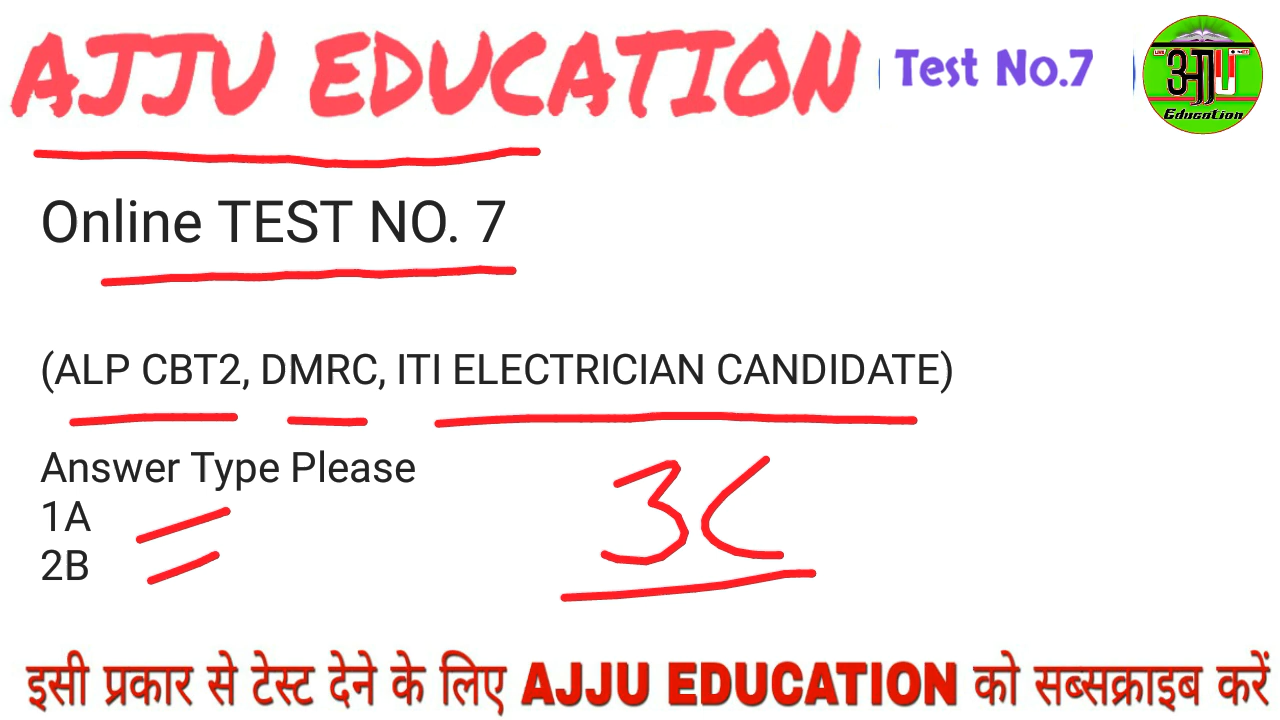 AJJU EDUCATION Test No.7
आजु
Education
Online TEST NO. 7
(ALP CBT2, DMRC, ITI ELECTRICIAN CANDIDATE)
Answer Type Please
1A
2B
3C
इसी प्रकार से टेस्ट देने के लिए AJJU EDUCATION को सब्सक्राइब करें